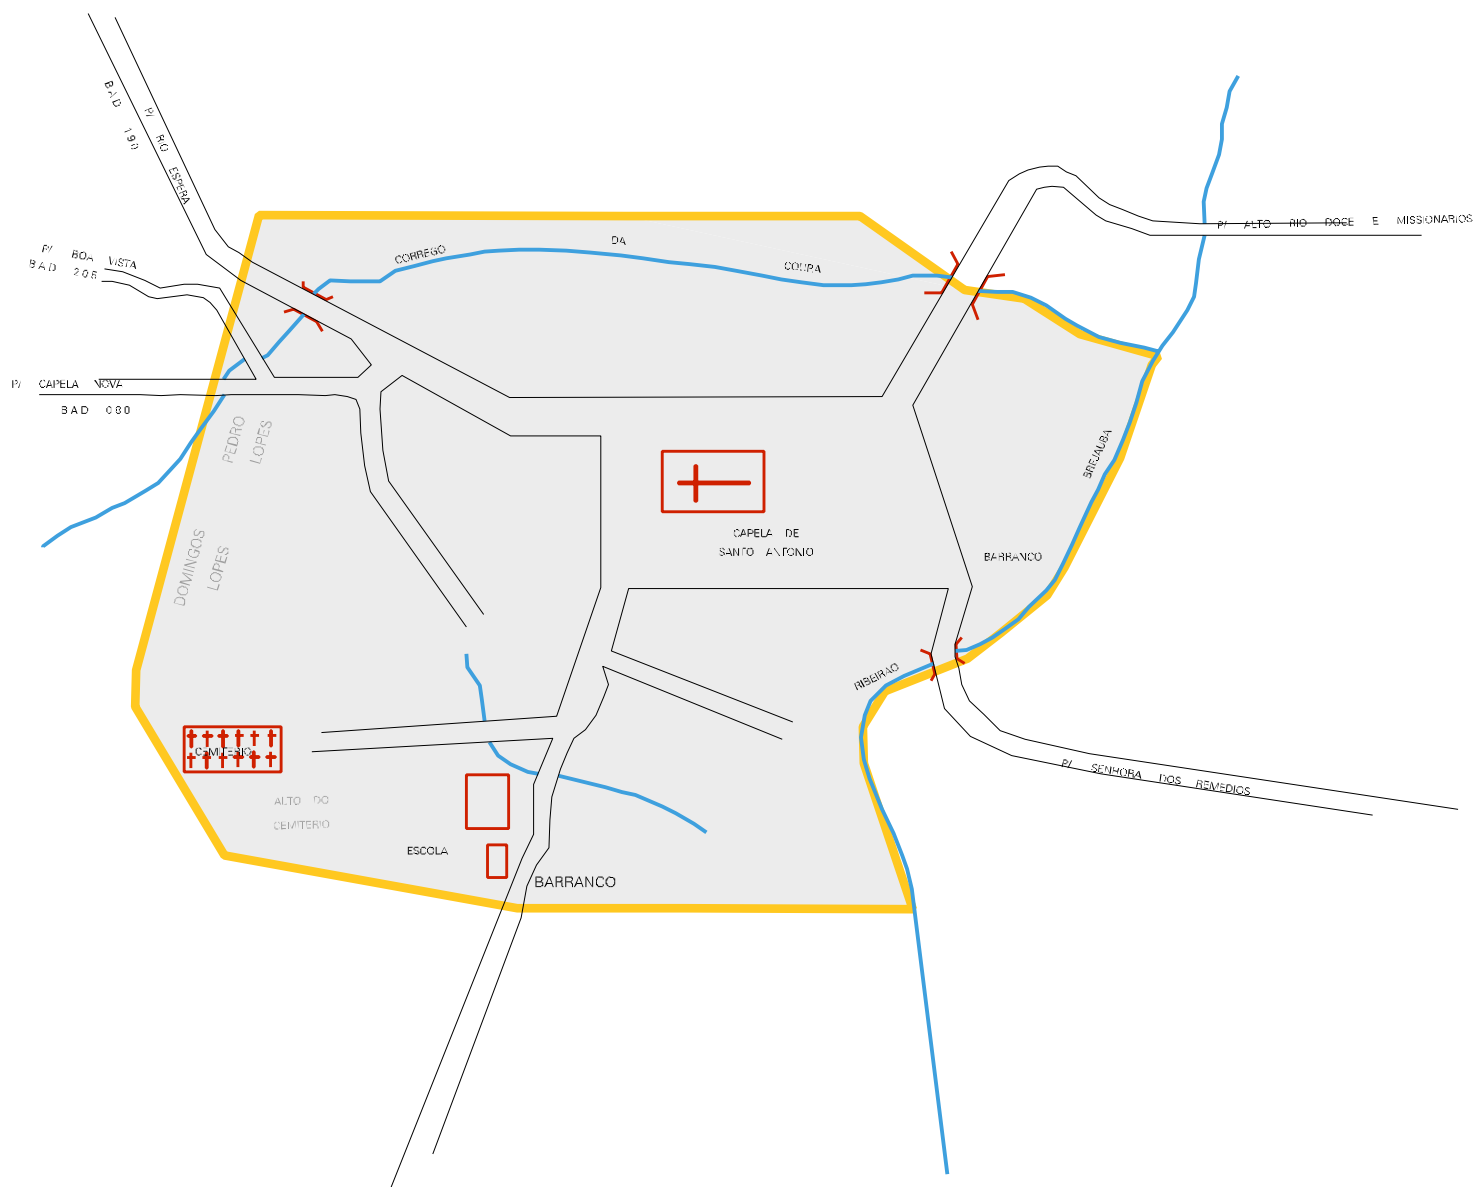 BAD 190
P/ RIO ESPERA
P/ ALTO RIO DOCE E MISSIONARIOS
P/ BOA VISTA
BAD 205
CORREGO DA COURA
P/ CAPELA NOVA
BAD 080
PEDRO
LOPES
BREJAUBA
CAPELA DE
SANTO ANTONIO
BARRANCO
DOMINGOS
LOPES
RIBEIRAO
CEMITERIO
P/ SENHORA DOS REMEDIOS
ALTO DO
CEMITERIO
ESCOLA
BARRANCO